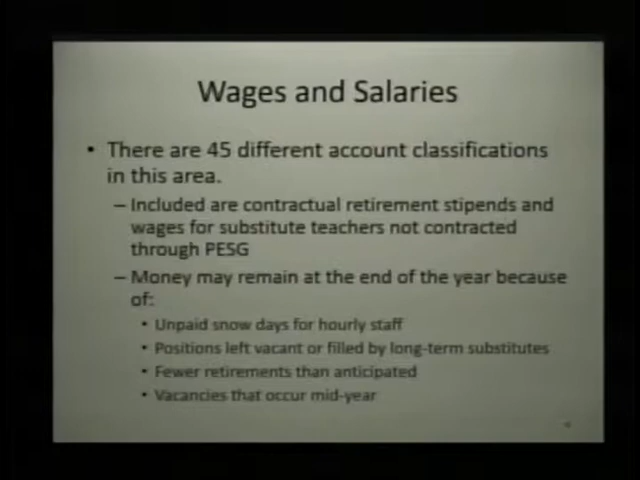 Wages and Salaries
• There are 45 different account classifications
in this area.
– Included are contractual retirement stipends and
wages for substitute teachers not contracted
through PESG
– Money may remain at the end of the year because
of:
• Unpaid snow days for hourly staff
• Positions left vacant or filled by long-term substitutes
• Fewer retirements than anticipated
• Vacancies that occur mid-year